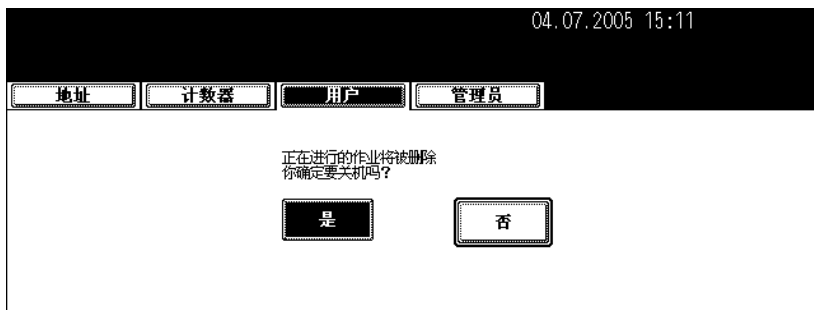 04.07.2005 15:11
地址 计数器 用户 管理员
正在进行的作业将被删除
你确定要关机吗?
是 否